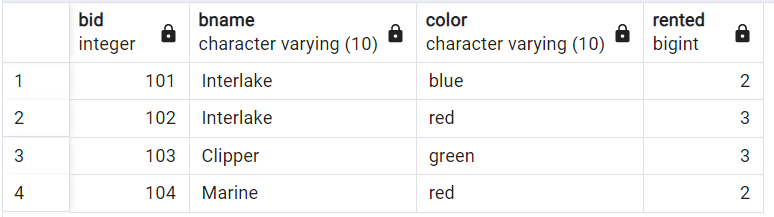 bid bname color rented
integer character varying (10) character varying (10) bigint
1 101 Interlake blue 2
2 102 Interlake red 3
3 103 Clipper green 3
4 104 Marine red 2